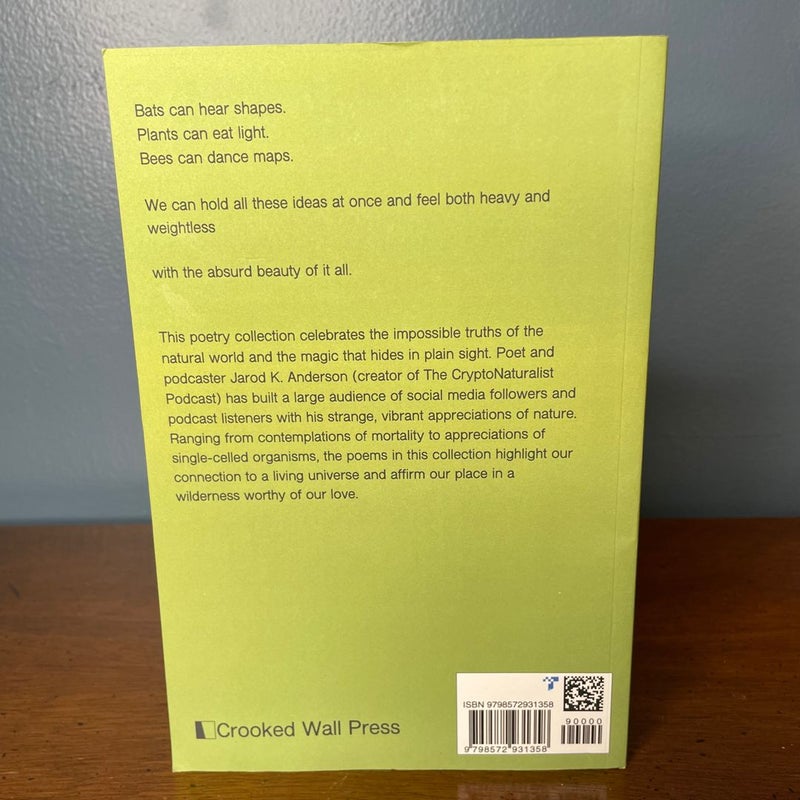 Bats can hear shapes.
Plants can eat light.
Bees can dance maps.
We can hold all these ideas at once and feel both heavy and
weightless
with the absurd beauty of it all.
This poetry collection celebrates the impossible truths of the
natural world and the magic that hides in plain sight. Poet and
podcaster Jarod K. Anderson (creator of The CryptoNaturalist
Podcast) has built a large audience of social media followers and
podcast listeners with his strange, vibrant appreciations of nature.
Ranging from contemplations of mortality to appreciations of
single-celled organisms, the poems in this collection highlight our
connection to a living universe and affirm our place in a
wilderness worthy of our love.
Crooked Wall Press
ISBN 9798572931358
90000
9 798572 931358